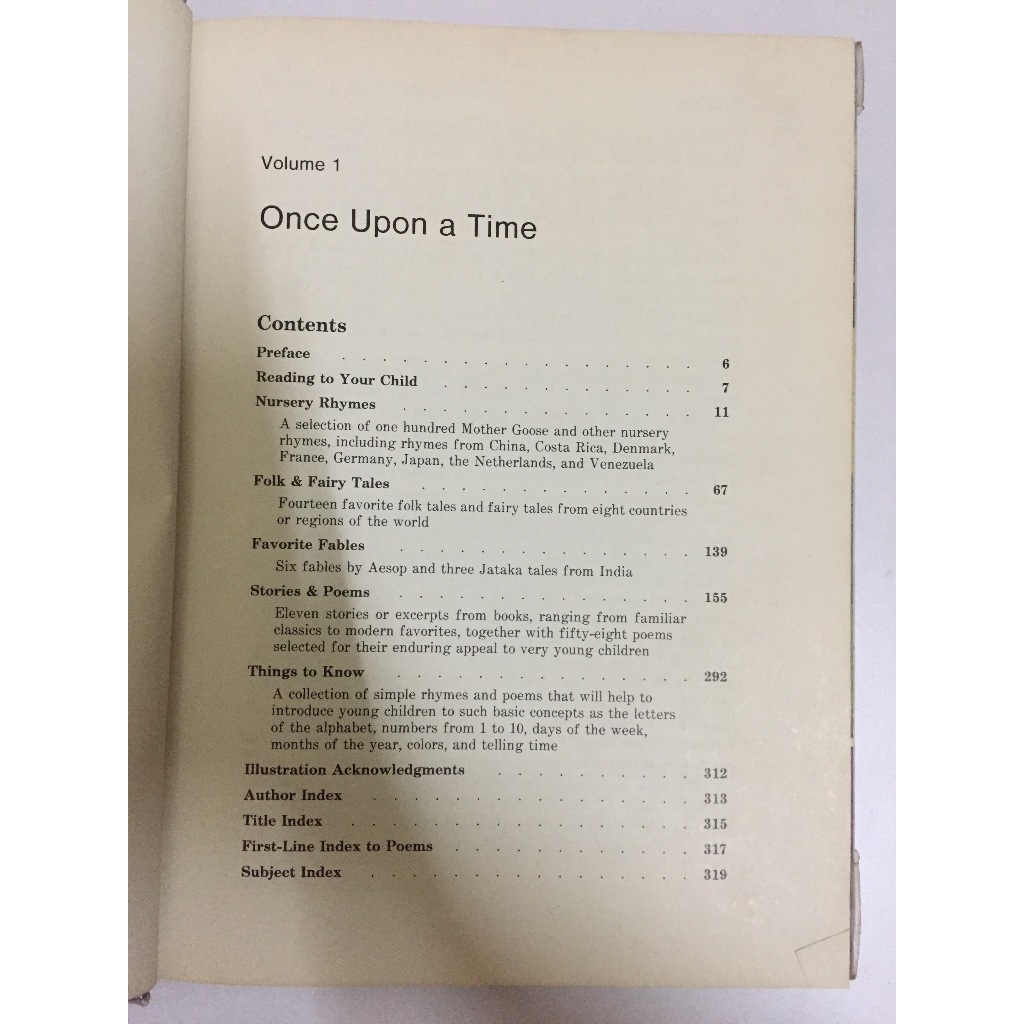 Volume 1
Once Upon a Time
Contents
Preface . . . . . . . . . . . . . . 6
Reading to Your Child . . . . . . . . . . 7
Nursery Rhymes . . . . . . . . . . . . 11
A selection of one hundred Mother Goose and other nursery
rhymes, including rhymes from China, Costa Rica, Denmark,
France, Germany, Japan, the Netherlands, and Venezuela
Folk & Fairy Tales . . . . . . . . . . . 67
Fourteen favorite folk tales and fairy tales from eight countries
or regions of the world
Favorite Fables . . . . . . . . . . . . 139
Six fables by Aesop and three Jataka tales from India
Stories & Poems . . . . . . . . . . . . 155
Eleven stories or excerpts from books, ranging from familiar
classics to modern favorites, together with fifty-eight poems
selected for their enduring appeal to very young children
Things to Know . . . . . . . . . . . . 292
A collection of simple rhymes and poems that will help to
introduce young children to such basic concepts as the letters
of the alphabet, numbers from 1 to 10, days of the week,
months of the year, colors, and telling time
Illustration Acknowledgments . . . . . . . . 312
Author Index . . . . . . . . . . . . . 313
Title Index . . . . . . . . . . . . . . 315
First-Line Index to Poems . . . . . . . . . . 317
Subject Index . . . . . . . . . . . . . 319